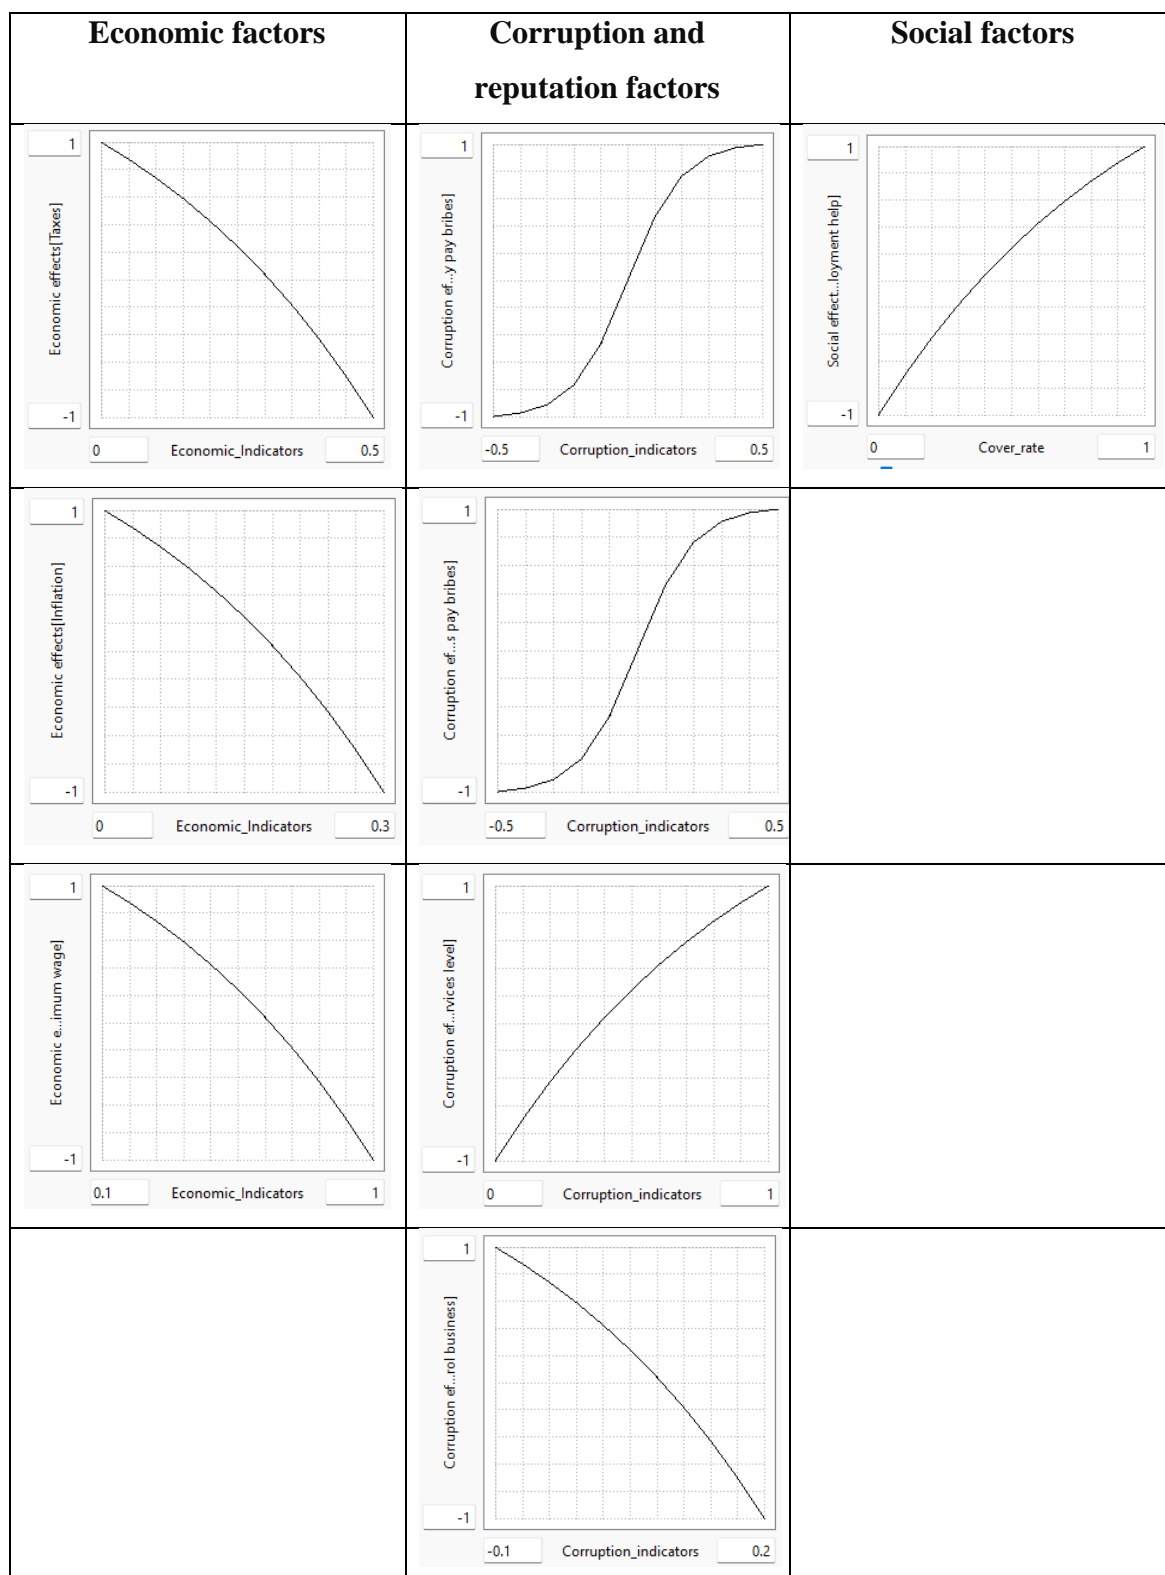 Economic factors
Corruption and
reputation factors
Social factors
1
Economic effects[Taxes]
-1
0
Economic_Indicators
0.5
1
Corruption ef...y pay bribes]
-1
-0.5
Corruption_indicators
0.5
1
Social effect...loyment help]
-1
0
Cover_rate
1
1
Economic effects[Inflation]
-1
0
Economic_Indicators
0.3
1
Corruption ef...s pay bribes]
-1
-0.5
Corruption_indicators
0.5
1
Economic e...imum wage]
-1
0.1
Economic_Indicators
1
1
Corruption ef...rvices level]
-1
0
Corruption_indicators
1
1
Corruption ef...rol business]
-1
-0.1
Corruption_indicators
0.2